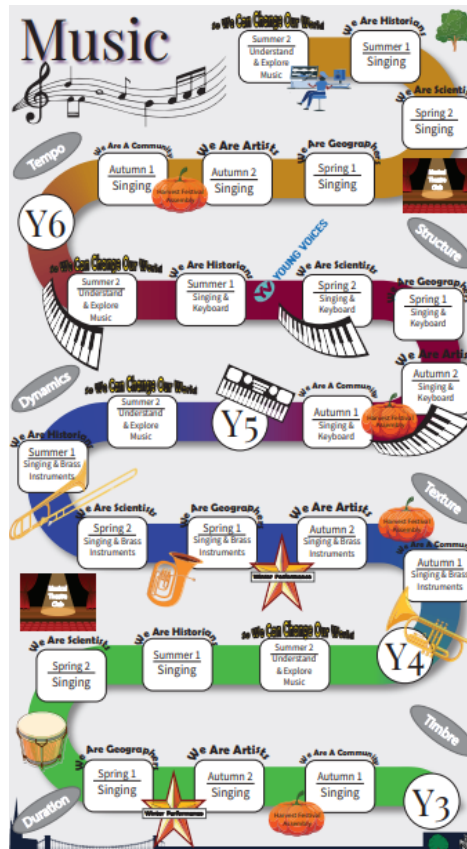 Music
So We Can Change Our World
Summer 2
Understand
& Explore
Music
We Are Historians
Summer 1
Singing
We Are Scientists
Spring 2
Singing
Tempo
We Are A Community
Autumn 1
Singing
Harvest Festival
Assembly
We Are Artists
Autumn 2
Singing
We Are Geographers
Spring 1
Singing
Y6
Structure
So We Can Change Our World
Summer 2
Understand
& Explore
Music
We Are Historians
Summer 1
Singing &
Keyboard
YOUNG VOICES
We Are Scientists
Spring 2
Singing &
Keyboard
We Are Geographers
Spring 1
Singing &
Keyboard
We Are Artists
Autumn 2
Singing &
Keyboard
Dynamics
So We Can Change Our World
Summer 2
Understand
& Explore
Music
Y5
We Are A Community
Autumn 1
Singing &
Keyboard
Harvest Festival
Assembly
We Are Historians
Summer 1
Singing & Brass
Instruments
We Are Scientists
Spring 2
Singing & Brass
Instruments
We Are Geographers
Spring 1
Singing & Brass
Instruments
Winter Performance
We Are Artists
Autumn 2
Singing & Brass
Instruments
Harvest Festival
Assembly
Texture
We Are A Community
Autumn 1
Singing & Brass
Instruments
We Are Scientists
Spring 2
Singing
We Are Historians
Summer 1
Singing
So We Can Change Our World
Summer 2
Understand
& Explore
Music
Y4
Timbre
We Are Geographers
Spring 1
Singing
Winter Performance
We Are Artists
Autumn 2
Singing
We Are A Community
Autumn 1
Singing
Harvest Festival
Assembly
Y3
Duration